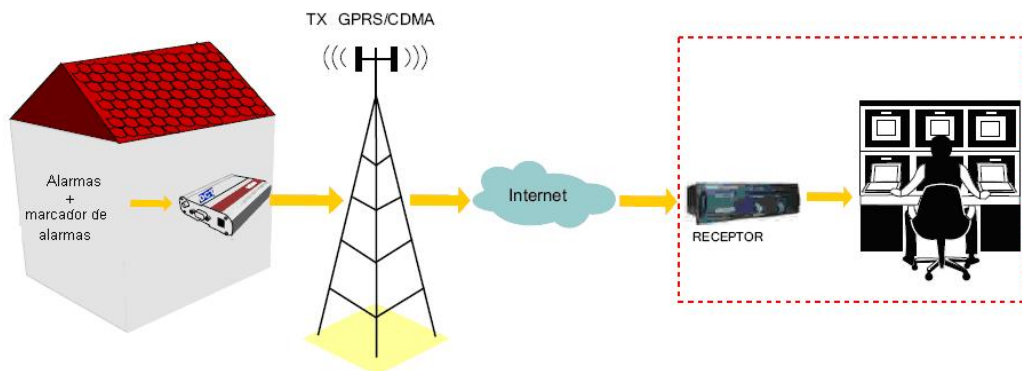 TX GPRS/CDMA
Alarmas
+
marcador de
alarmas
Internet
RECEPTOR